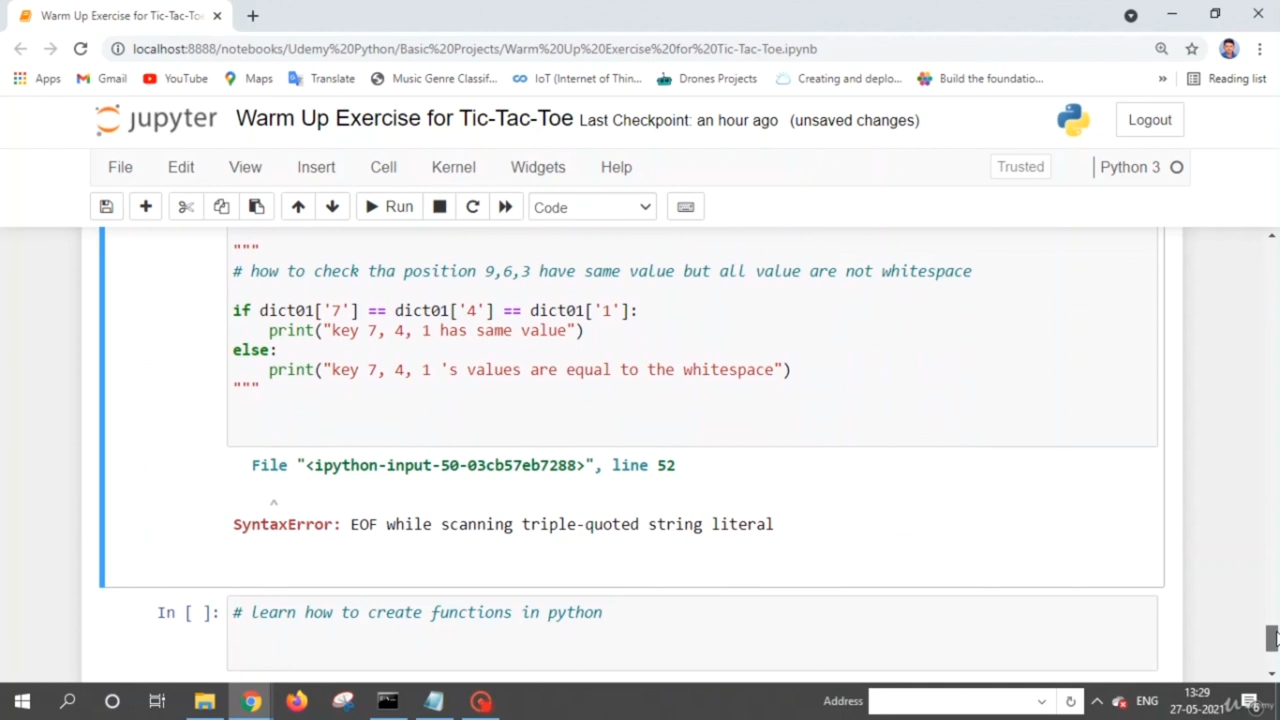 Warm Up Exercise for Tic-Tac-Toe
localhost:8888/notebooks/Udemy%20Python/Basic%20Projects/Warm%20Up%20Exercise%20for%20Tic-Tac-Toe.ipynb
Apps Gmail YouTube Maps Translate Music Genre Classif... IoT (Internet of Thin... Drones Projects Creating and deplo... Build the foundatio... » Reading list
jupyter Warm Up Exercise for Tic-Tac-Toe Last Checkpoint: an hour ago (unsaved changes) Logout
File Edit View Insert Cell Kernel Widgets Help Trusted Python 3
Run Code
"""
# how to check tha position 9,6,3 have same value but all value are not whitespace
if dict01['7'] == dict01['4'] == dict01['1']:
print("key 7, 4, 1 has same value")
else:
print("key 7, 4, 1 's values are equal to the whitespace")
"""
File "<ipython-input-50-03cb57eb7288>", line 52
^
SyntaxError: EOF while scanning triple-quoted string literal
In [ ]: # learn how to create functions in python
Address ENG 13:29
27-05-2021